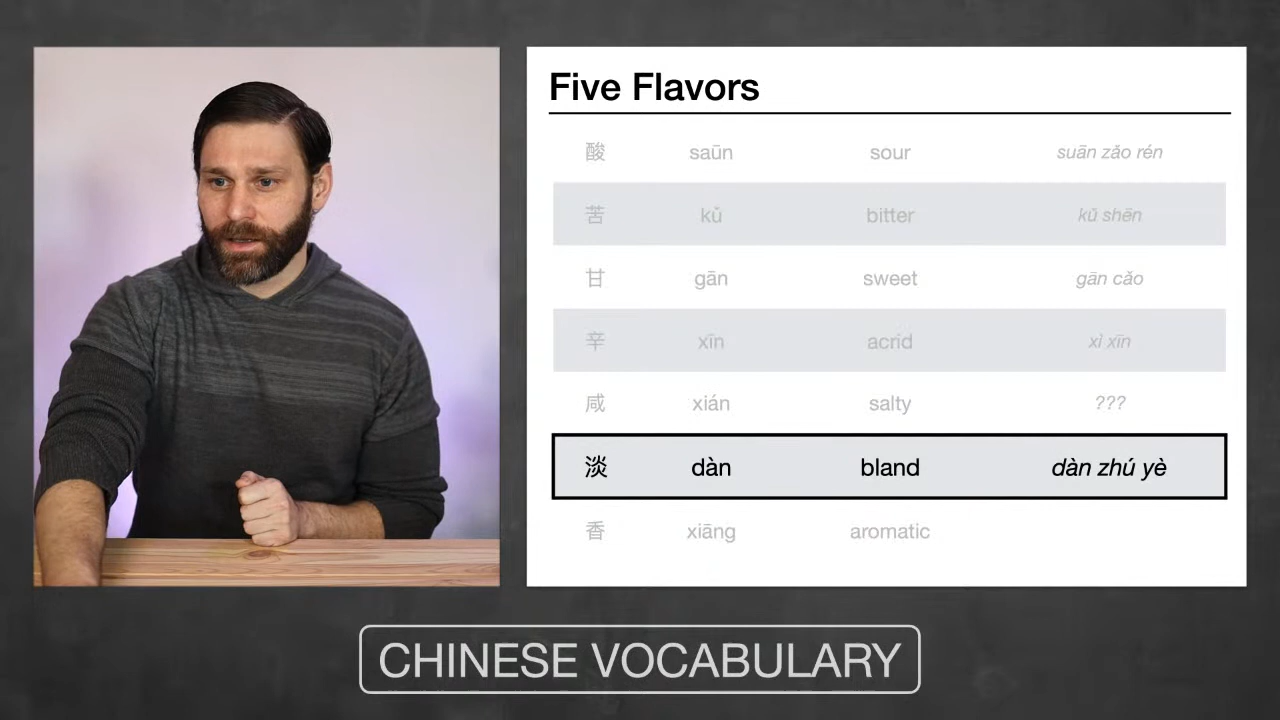 Five Flavors
酸 saūn sour suān zǎo rén
苦 kǔ bitter kǔ shēn
甘 gān sweet gān cǎo
辛 xīn acrid xì xīn
咸 xián salty ???
淡 dàn bland dàn zhú yè
香 xiāng aromatic
CHINESE VOCABULARY